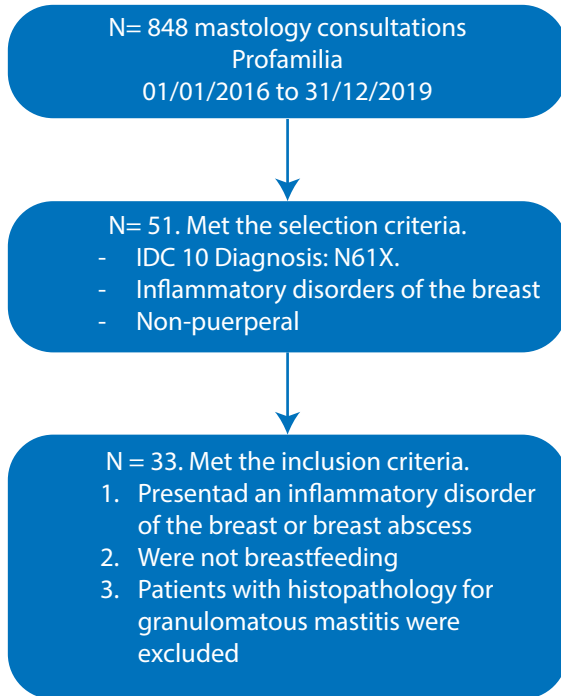 N= 848 mastology consultations
Profamilia
01/01/2016 to 31/12/2019
N= 51. Met the selection criteria.
- IDC 10 Diagnosis: N61X.
- Inflammatory disorders of the breast
- Non-puerperal
N = 33. Met the inclusion criteria.
1. Presentad an inflammatory disorder
of the breast or breast abscess
2. Were not breastfeeding
3. Patients with histopathology for
granulomatous mastitis were
excluded